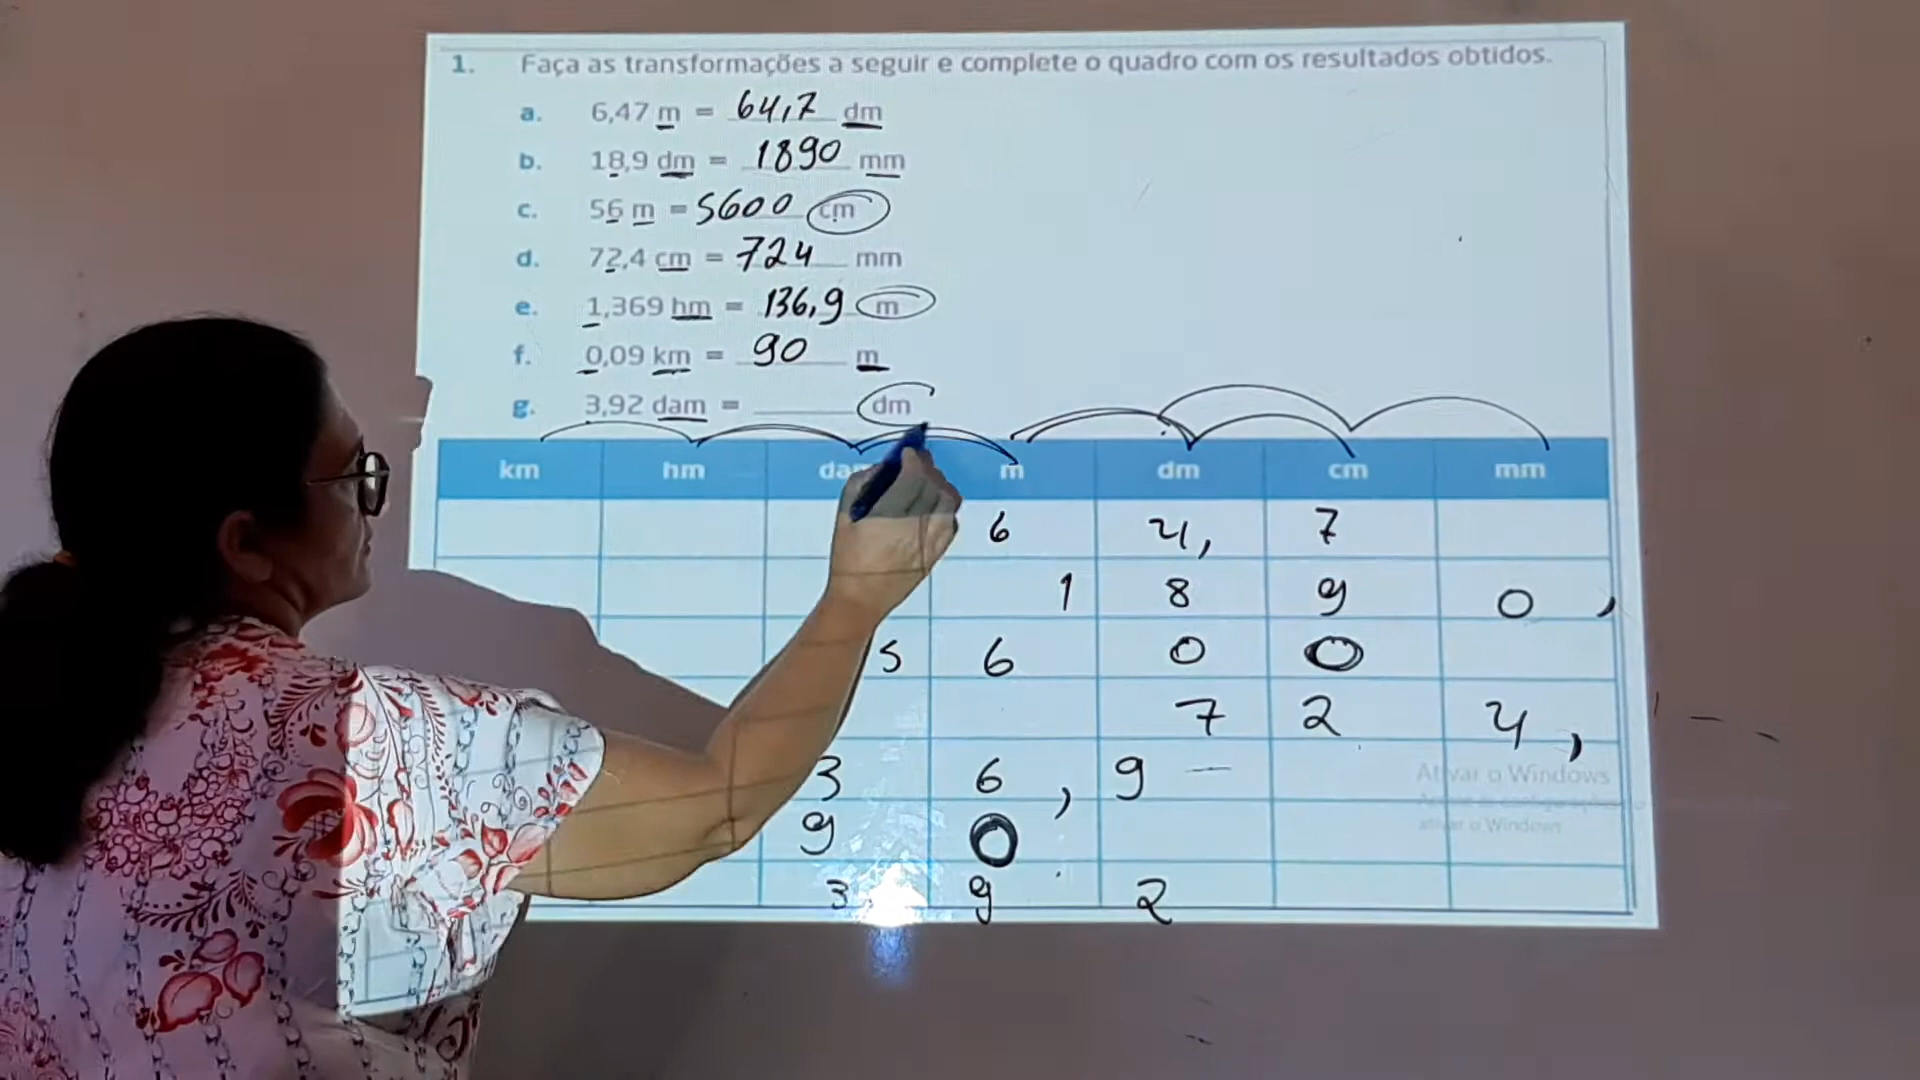 1. Faça as transformações a seguir e complete o quadro com os resultados obtidos.
a. 6,47 m = 64,7 dm
b. 18,9 dm = 1890 mm
c. 56 m = 5600 cm
d. 72,4 cm = 724 mm
e. 1,369 hm = 136,9 m
f. 0,09 km = 90 m
g. 3,92 dam = ______ dm
km hm m dm cm mm
6 4, 7
1 8 9 0,
5 6 0 0
7 2 4,
3 6, 9
Ativar o Windows
9 0
ativar o Windows
3 9 2